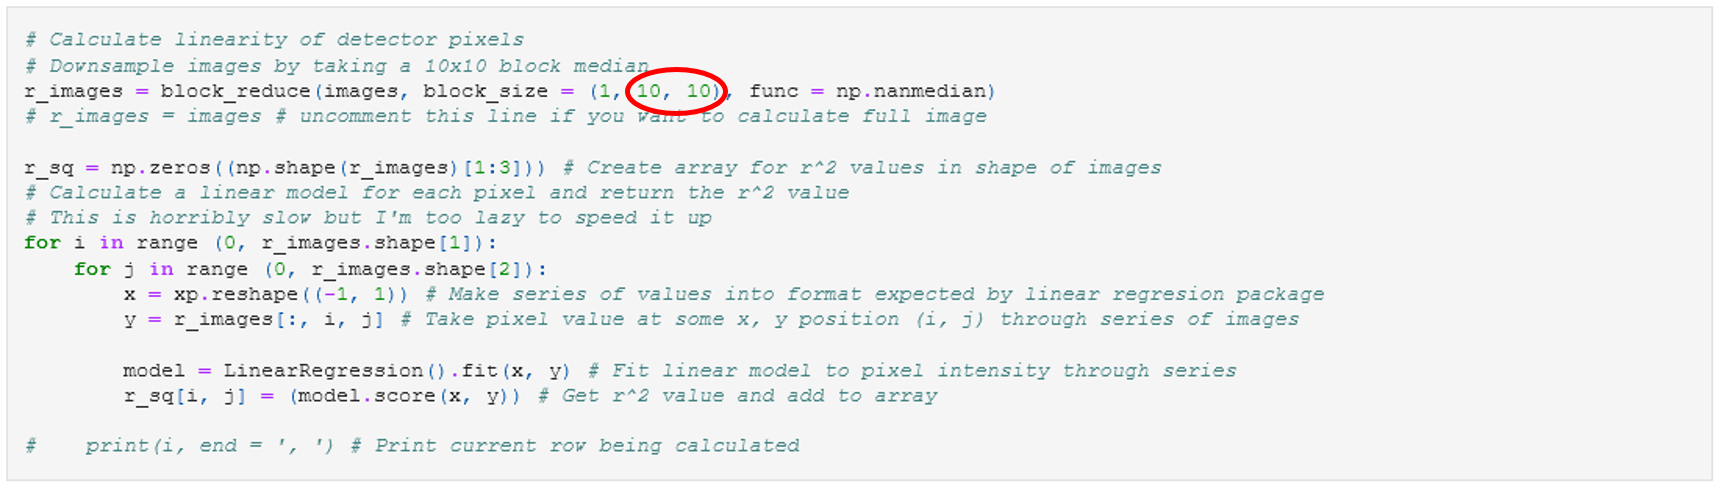 # Calculate linearity of detector pixels
# Downsample images by taking a 10x10 block median
r_images = block_reduce(images, block_size = (1, 10, 10), func = np.nanmedian)
# r_images = images # uncomment this line if you want to calculate full image
r_sq = np.zeros((np.shape(r_images)[1:3])) # Create array for r^2 values in shape of images
# Calculate a linear model for each pixel and return the r^2 value
# This is horribly slow but I'm too lazy to speed it up
for i in range (0, r_images.shape[1]):
    for j in range (0, r_images.shape[2]):
        x = xp.reshape((-1, 1)) # Make series of values into format expected by linear regresion package
        y = r_images[:, i, j] # Take pixel value at some x, y position (i, j) through series of images
        model = LinearRegression().fit(x, y) # Fit linear model to pixel intensity through series
        r_sq[i, j] = (model.score(x, y)) # Get r^2 value and add to array
#    print(i, end = ', ') # Print current row being calculated